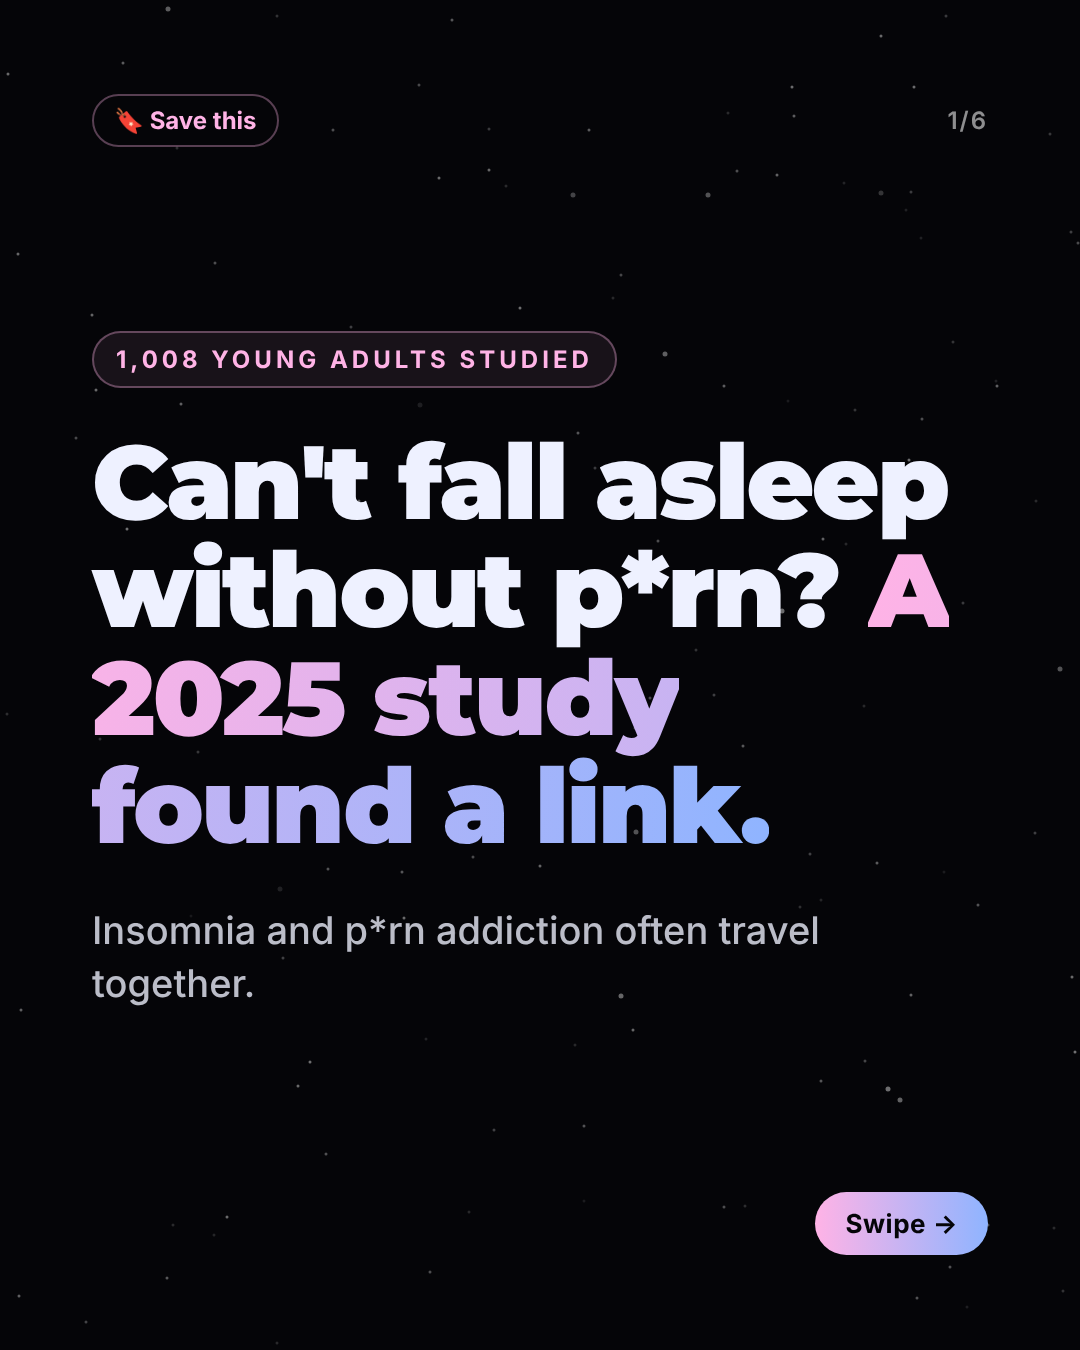 🔖 Save this
1/6
1,008 YOUNG ADULTS STUDIED
Can't fall asleep
without p*rn? A
2025 study
found a link.
Insomnia and p*rn addiction often travel
together.
Swipe →